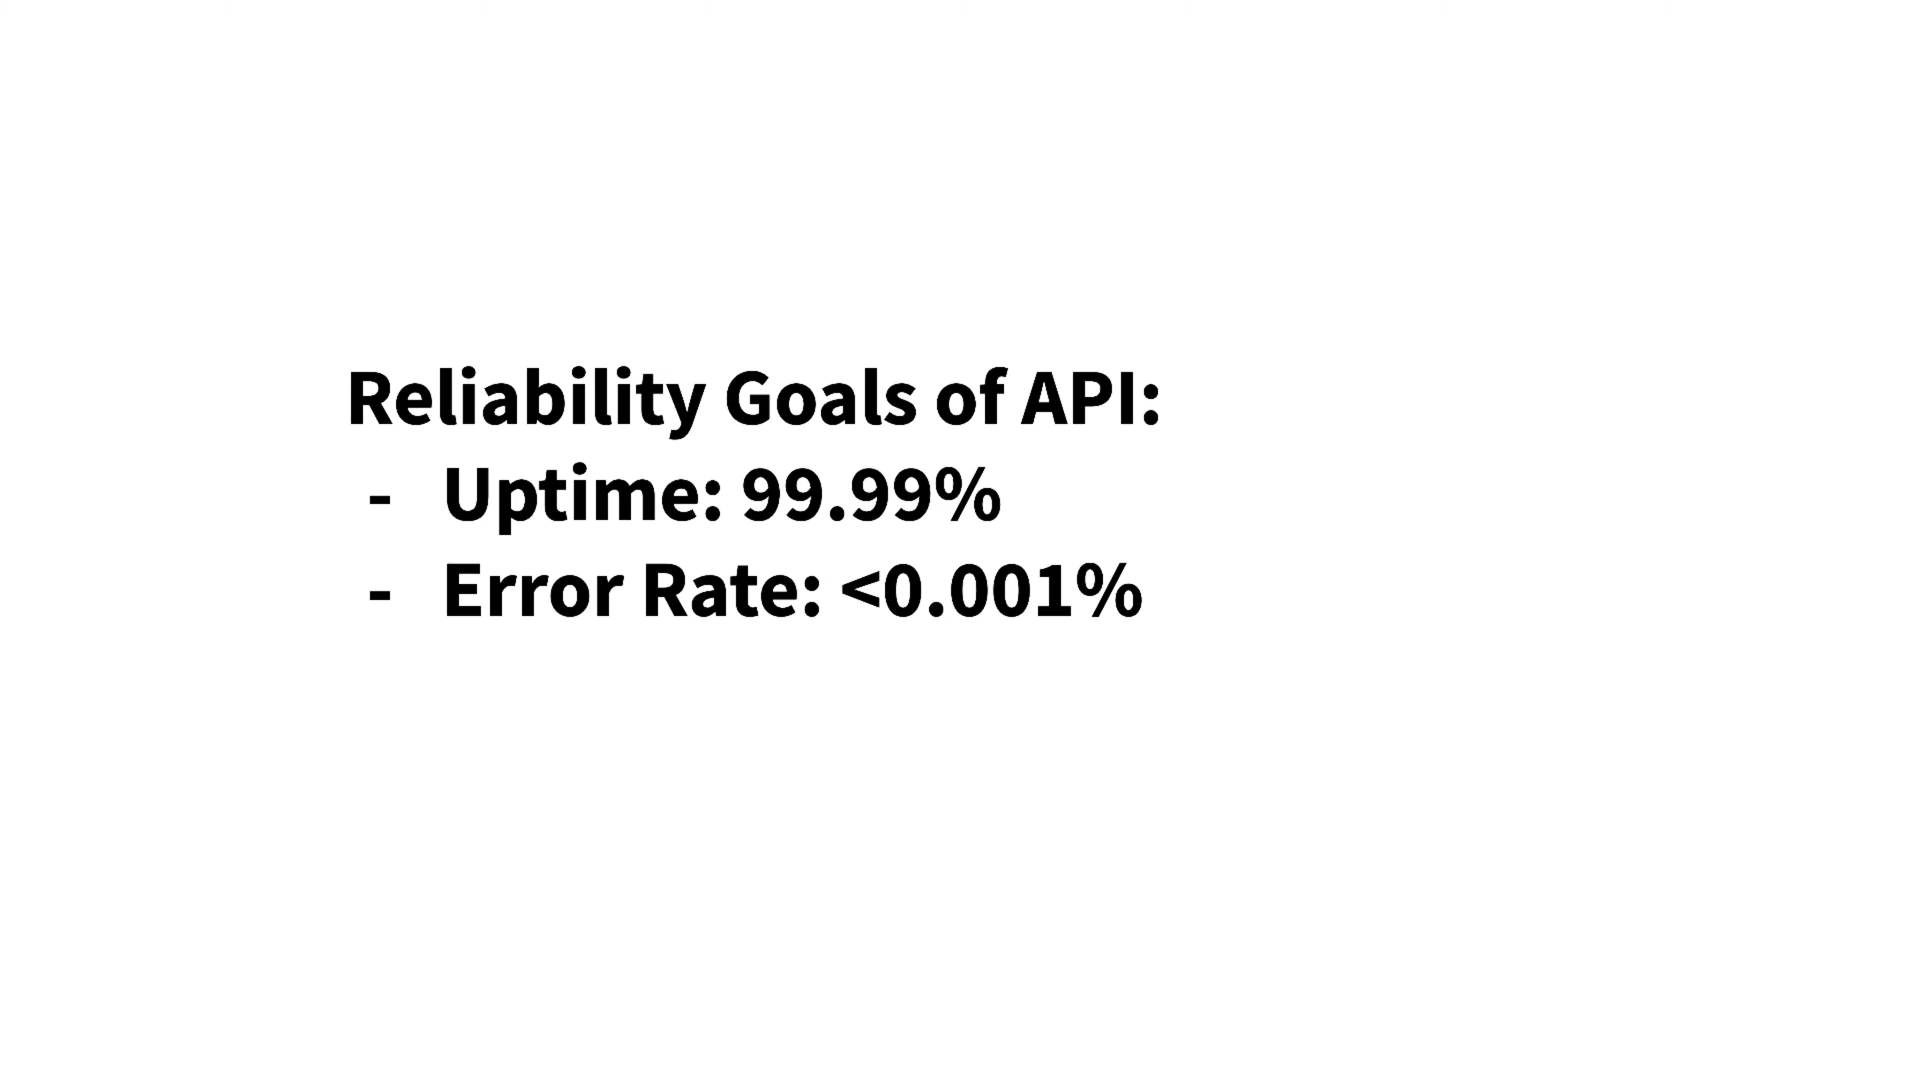 Reliability Goals of API:
- Uptime: 99.99%
- Error Rate: <0.001%